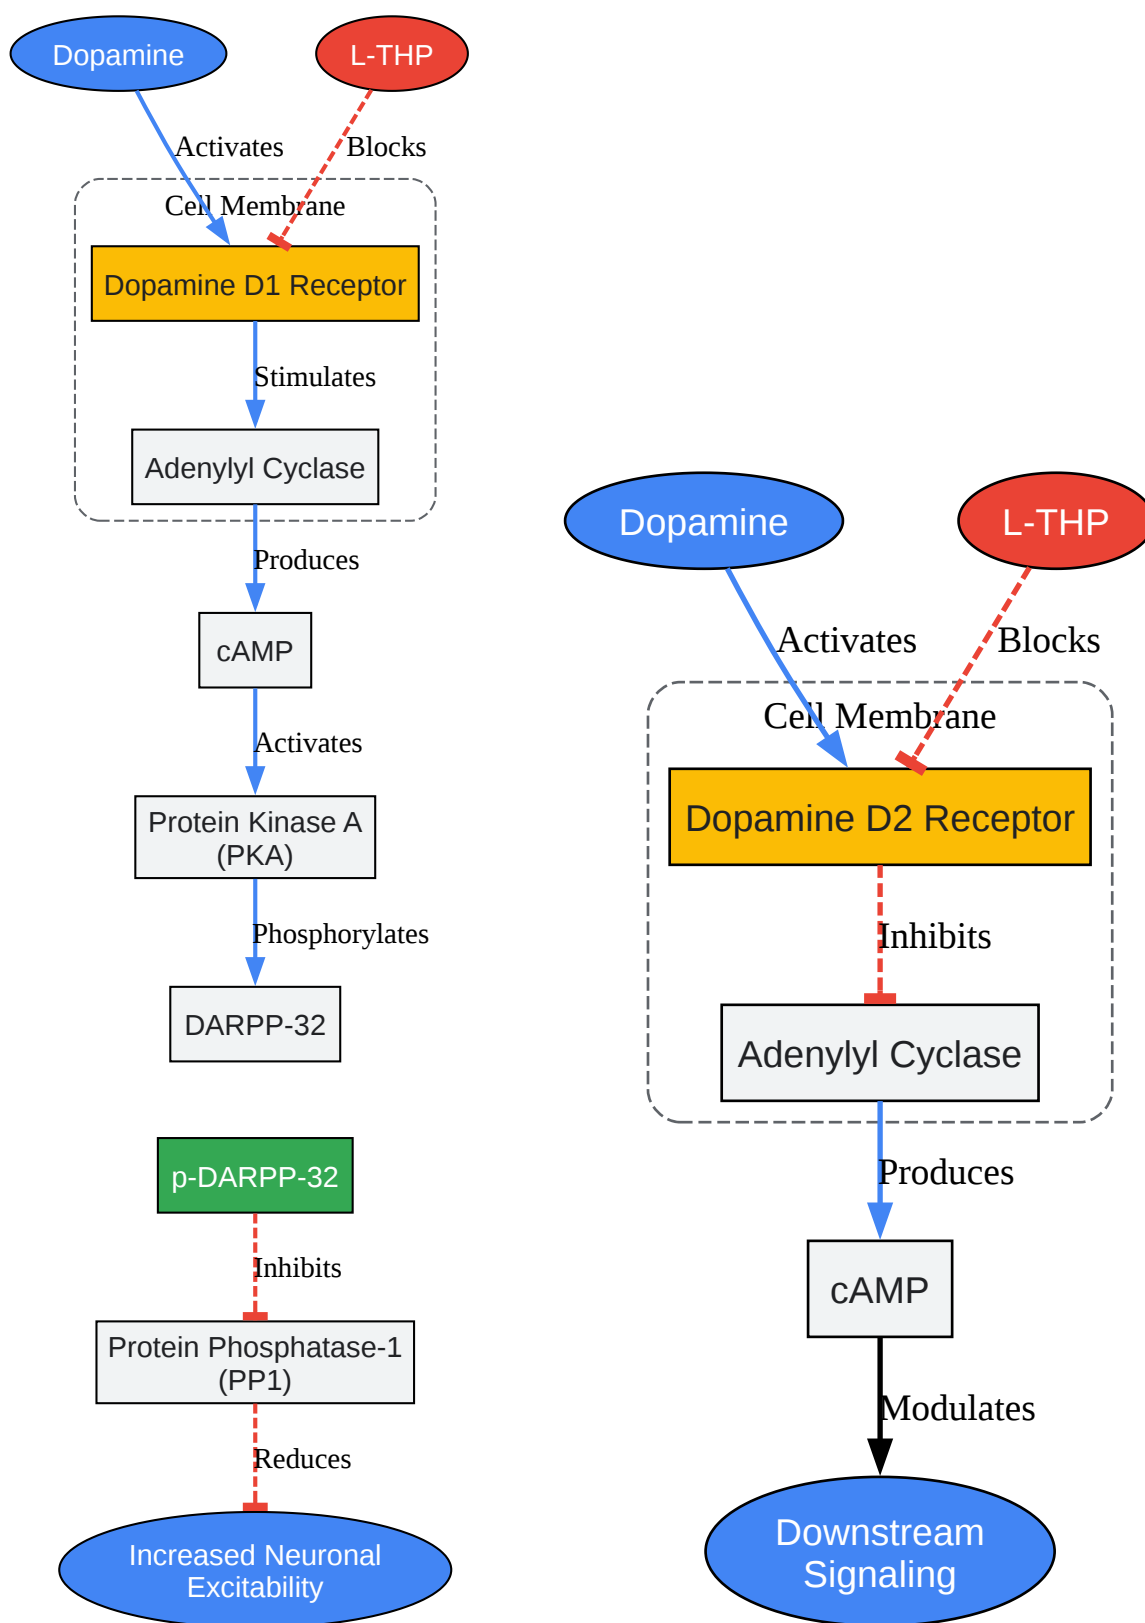 Dopamine
L-THP
Activates
Blocks
Cell Membrane
Dopamine D1 Receptor
Stimulates
Adenylyl Cyclase
Produces
cAMP
Activates
Protein Kinase A
(PKA)
Phosphorylates
DARPP-32
p-DARPP-32
Inhibits
Protein Phosphatase-1
(PP1)
Reduces
Increased Neuronal
Excitability
Dopamine
L-THP
Activates
Blocks
Cell Membrane
Dopamine D2 Receptor
Inhibits
Adenylyl Cyclase
Produces
cAMP
Modulates
Downstream
Signaling